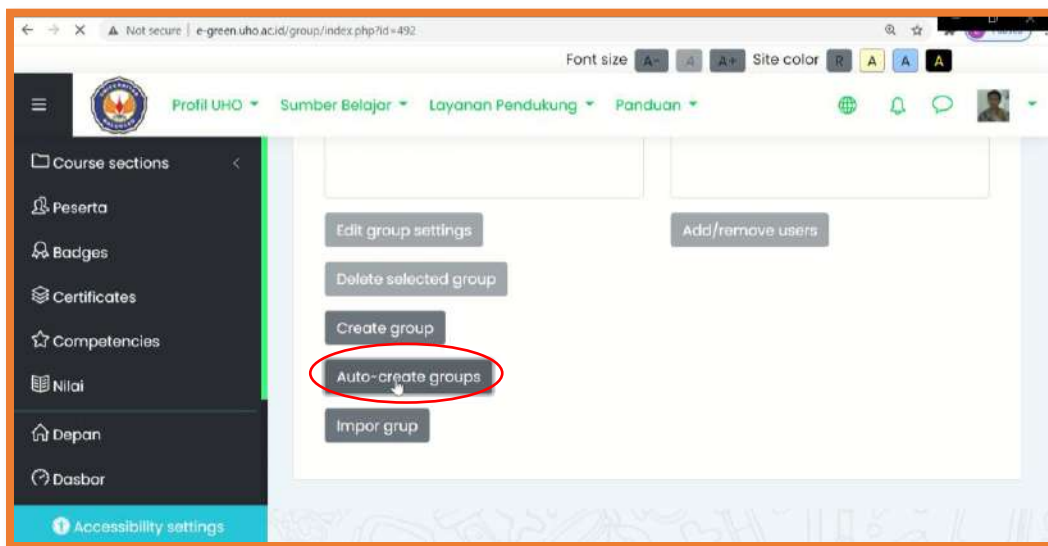 Not secure | e-green.uho.ac.id/group/index.php?id=492
Font size A- A A+ Site color R A A A
Profil UHO Sumber Belajar Layanan Pendukung Panduan
Course sections
Peserta
Badges
Certificates
Competencies
Nilai
Depan
Dasbor
Accessibility settings
Edit group settings
Add/remove users
Delete selected group
Create group
Auto-create groups
Impor grup